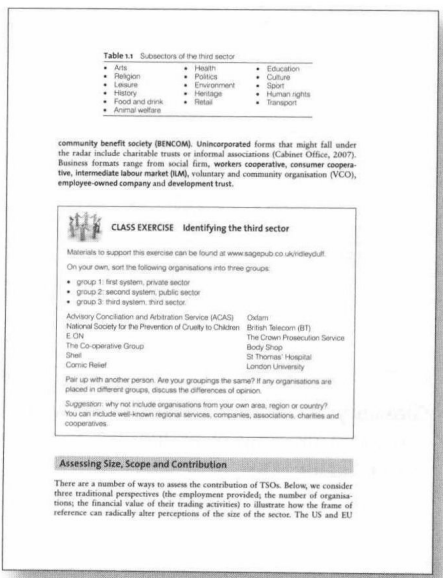 Table 1.1 Subsectors of the third sector
• Arts • Health • Education
• Religion • Politics • Culture
• Leisure • Environment • Sport
• History • Heritage • Human rights
• Food and drink • Retail • Transport
• Animal welfare
community benefit society (BENCOM). Unincorporated forms that might fall under
the radar include charitable trusts or informal associations (Cabinet Office, 2007).
Business formats range from social firm, workers cooperative, consumer coopera-
tive, intermediate labour market (ILM), voluntary and community organisation (VCO),
employee-owned company and development trust.
CLASS EXERCISE Identifying the third sector
Materials to support this exercise can be found at www.sagepub.co.uk/ridleyduff.
On your own, sort the following organisations into three groups:
• group 1: first system, private sector
• group 2: second system, public sector
• group 3: third system, third sector.
Advisory Conciliation and Arbitration Service (ACAS) Oxfam
National Society for the Prevention of Cruelty to Children British Telecom (BT)
E.ON The Crown Prosecution Service
The Co-operative Group Body Shop
Shell St Thomas' Hospital
Comic Relief London University
Pair up with another person. Are your groupings the same? If any organisations are
placed in different groups, discuss the differences of opinion.
Suggestion: why not include organisations from your own area, region or country?
You can include well-known regional services, companies, associations, charities and
cooperatives.
Assessing Size, Scope and Contribution
There are a number of ways to assess the contribution of TSOs. Below, we consider
three traditional perspectives (the employment provided; the number of organisa-
tions; the financial value of their trading activities) to illustrate how the frame of
reference can radically alter perceptions of the size of the sector. The US and EU